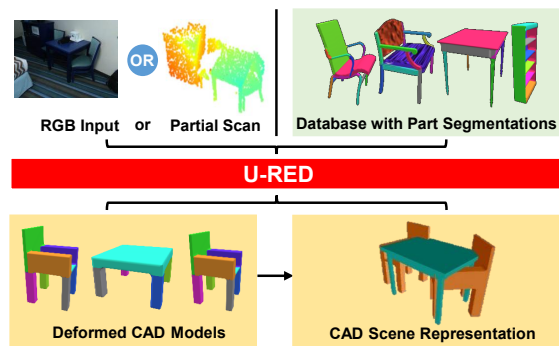 OR
RGB Input or Partial Scan
Database with Part Segmentations
U-RED
Deformed CAD Models
CAD Scene Representation